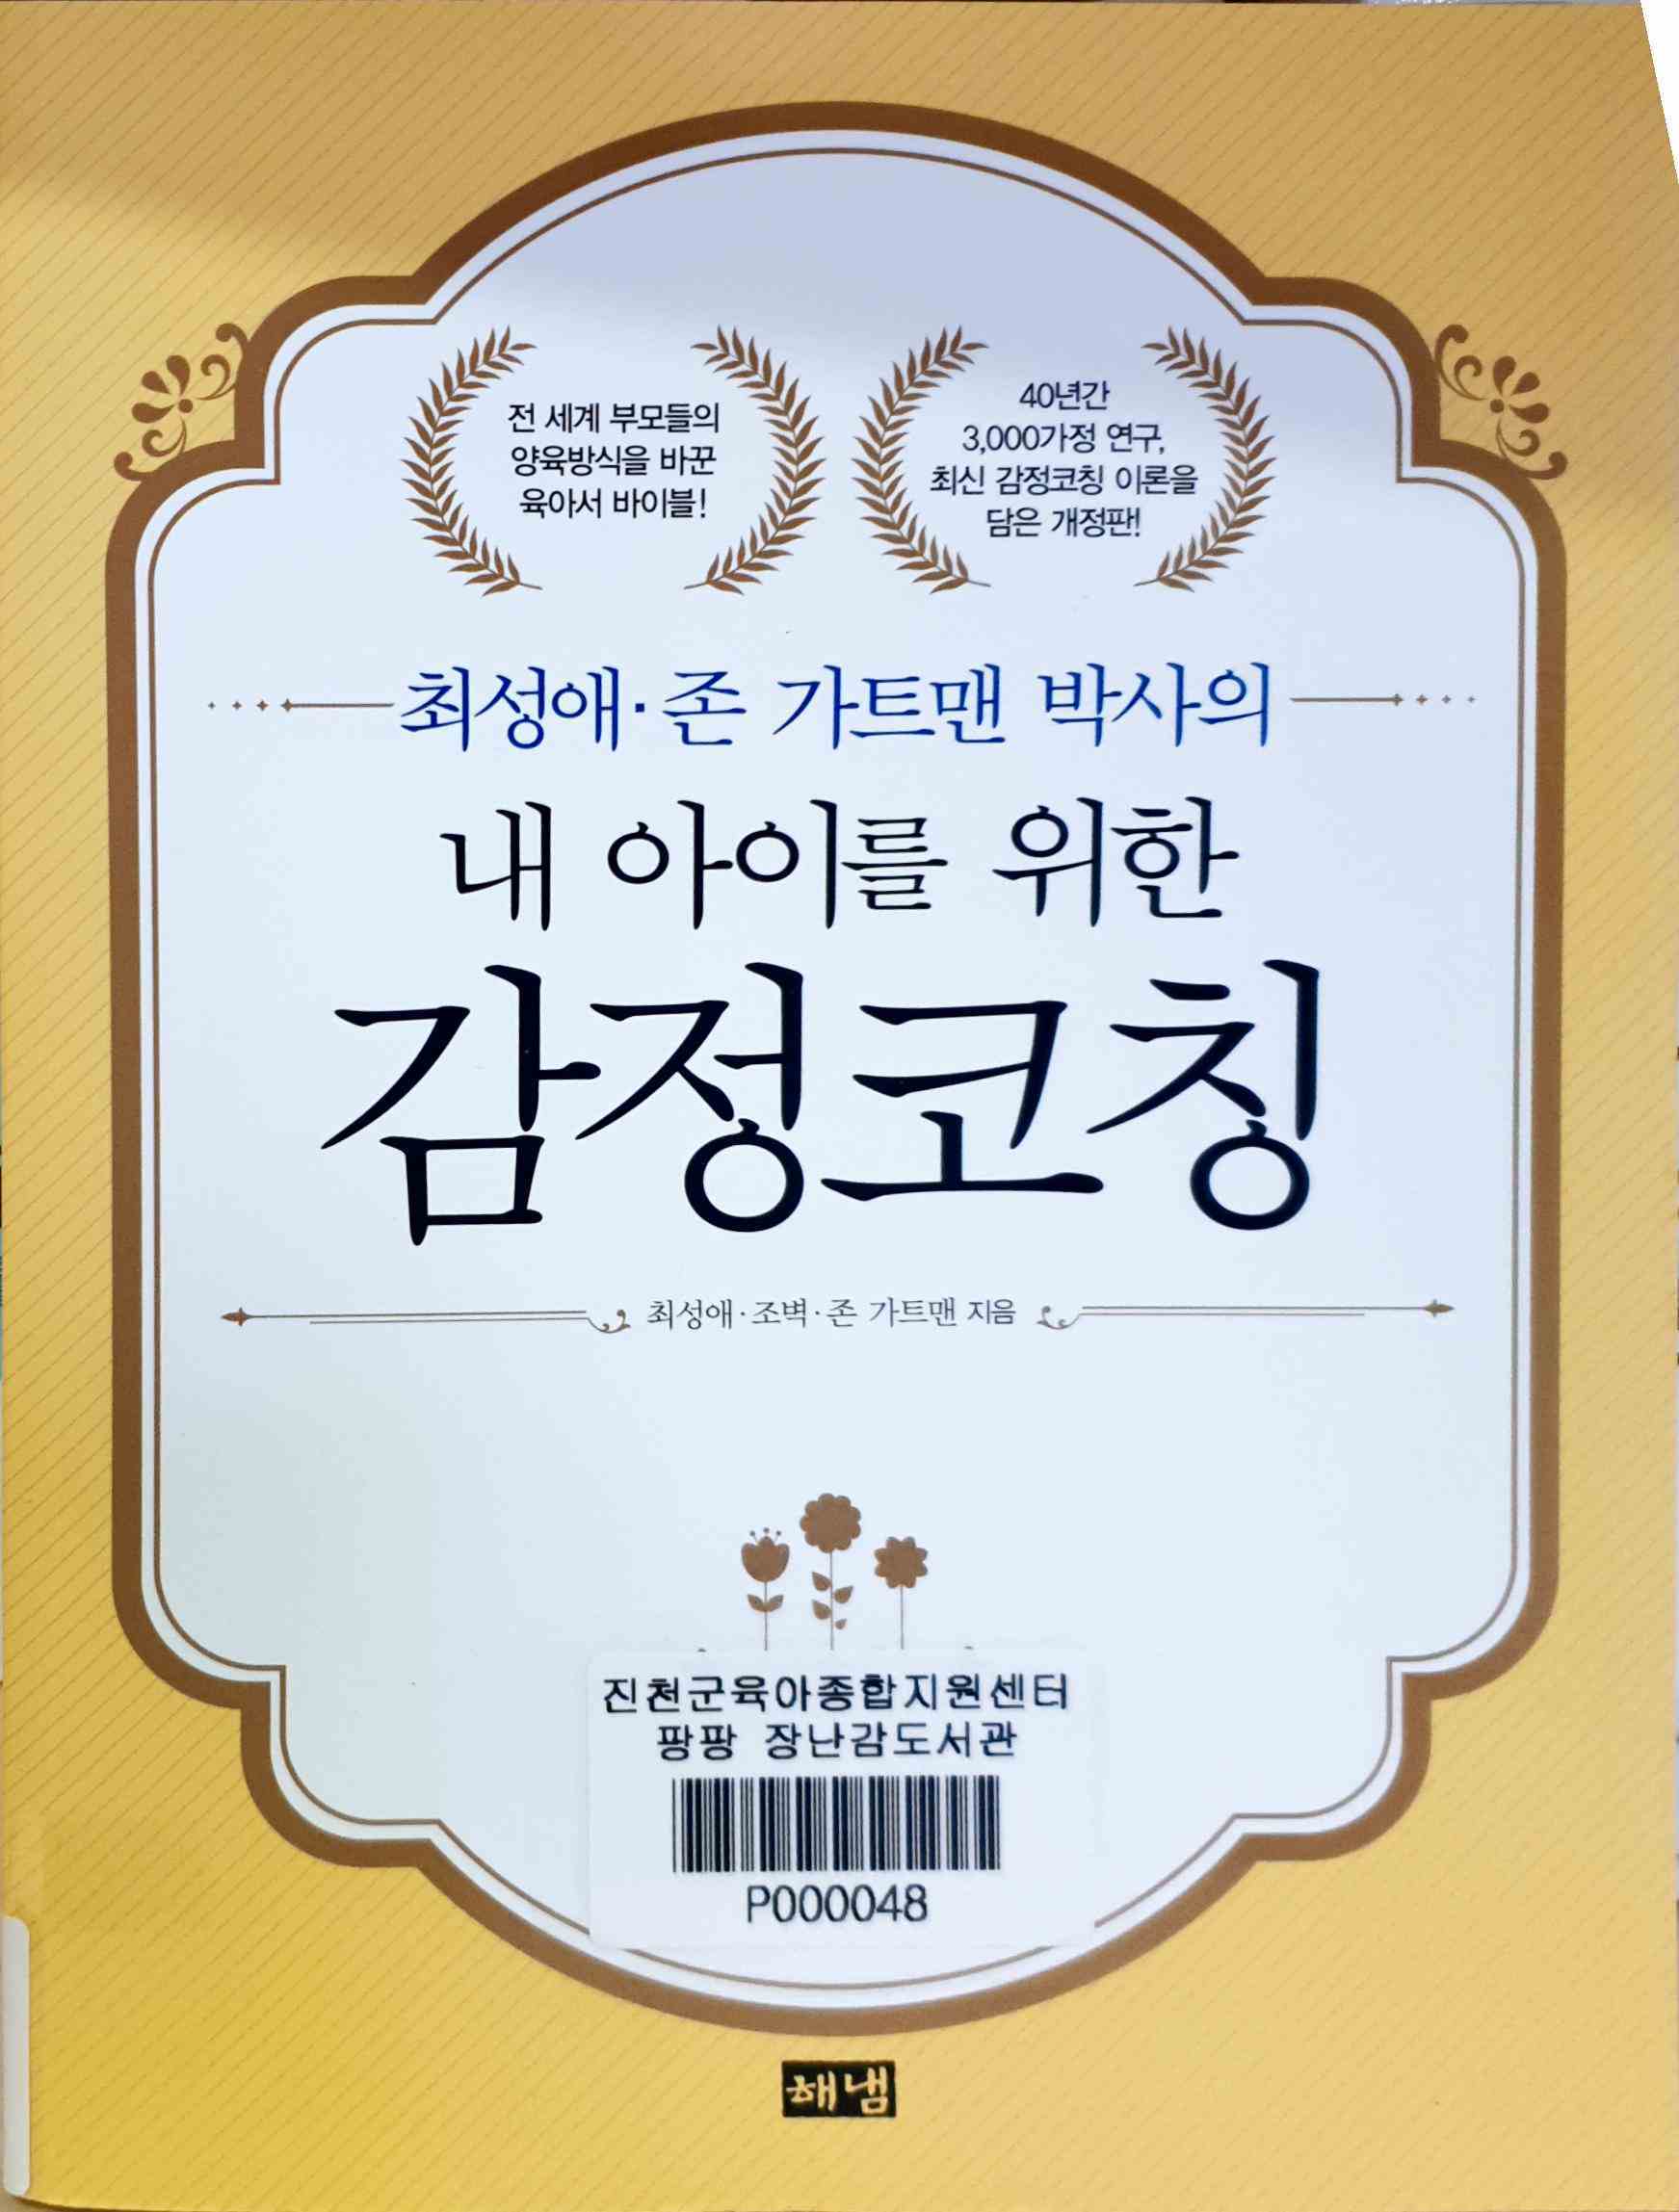 전 세계 부모들의
양육방식을 바꾼
육아서 바이블!
40년간
3,000가정 연구,
최신 감정코칭 이론을
담은 개정판!
최성애·존 가트맨 박사의
내 아이를 위한
감정코칭
최성애·조벽·존 가트맨 지음
진천군육아종합지원센터
팡팡 장난감도서관
P000048
해냄